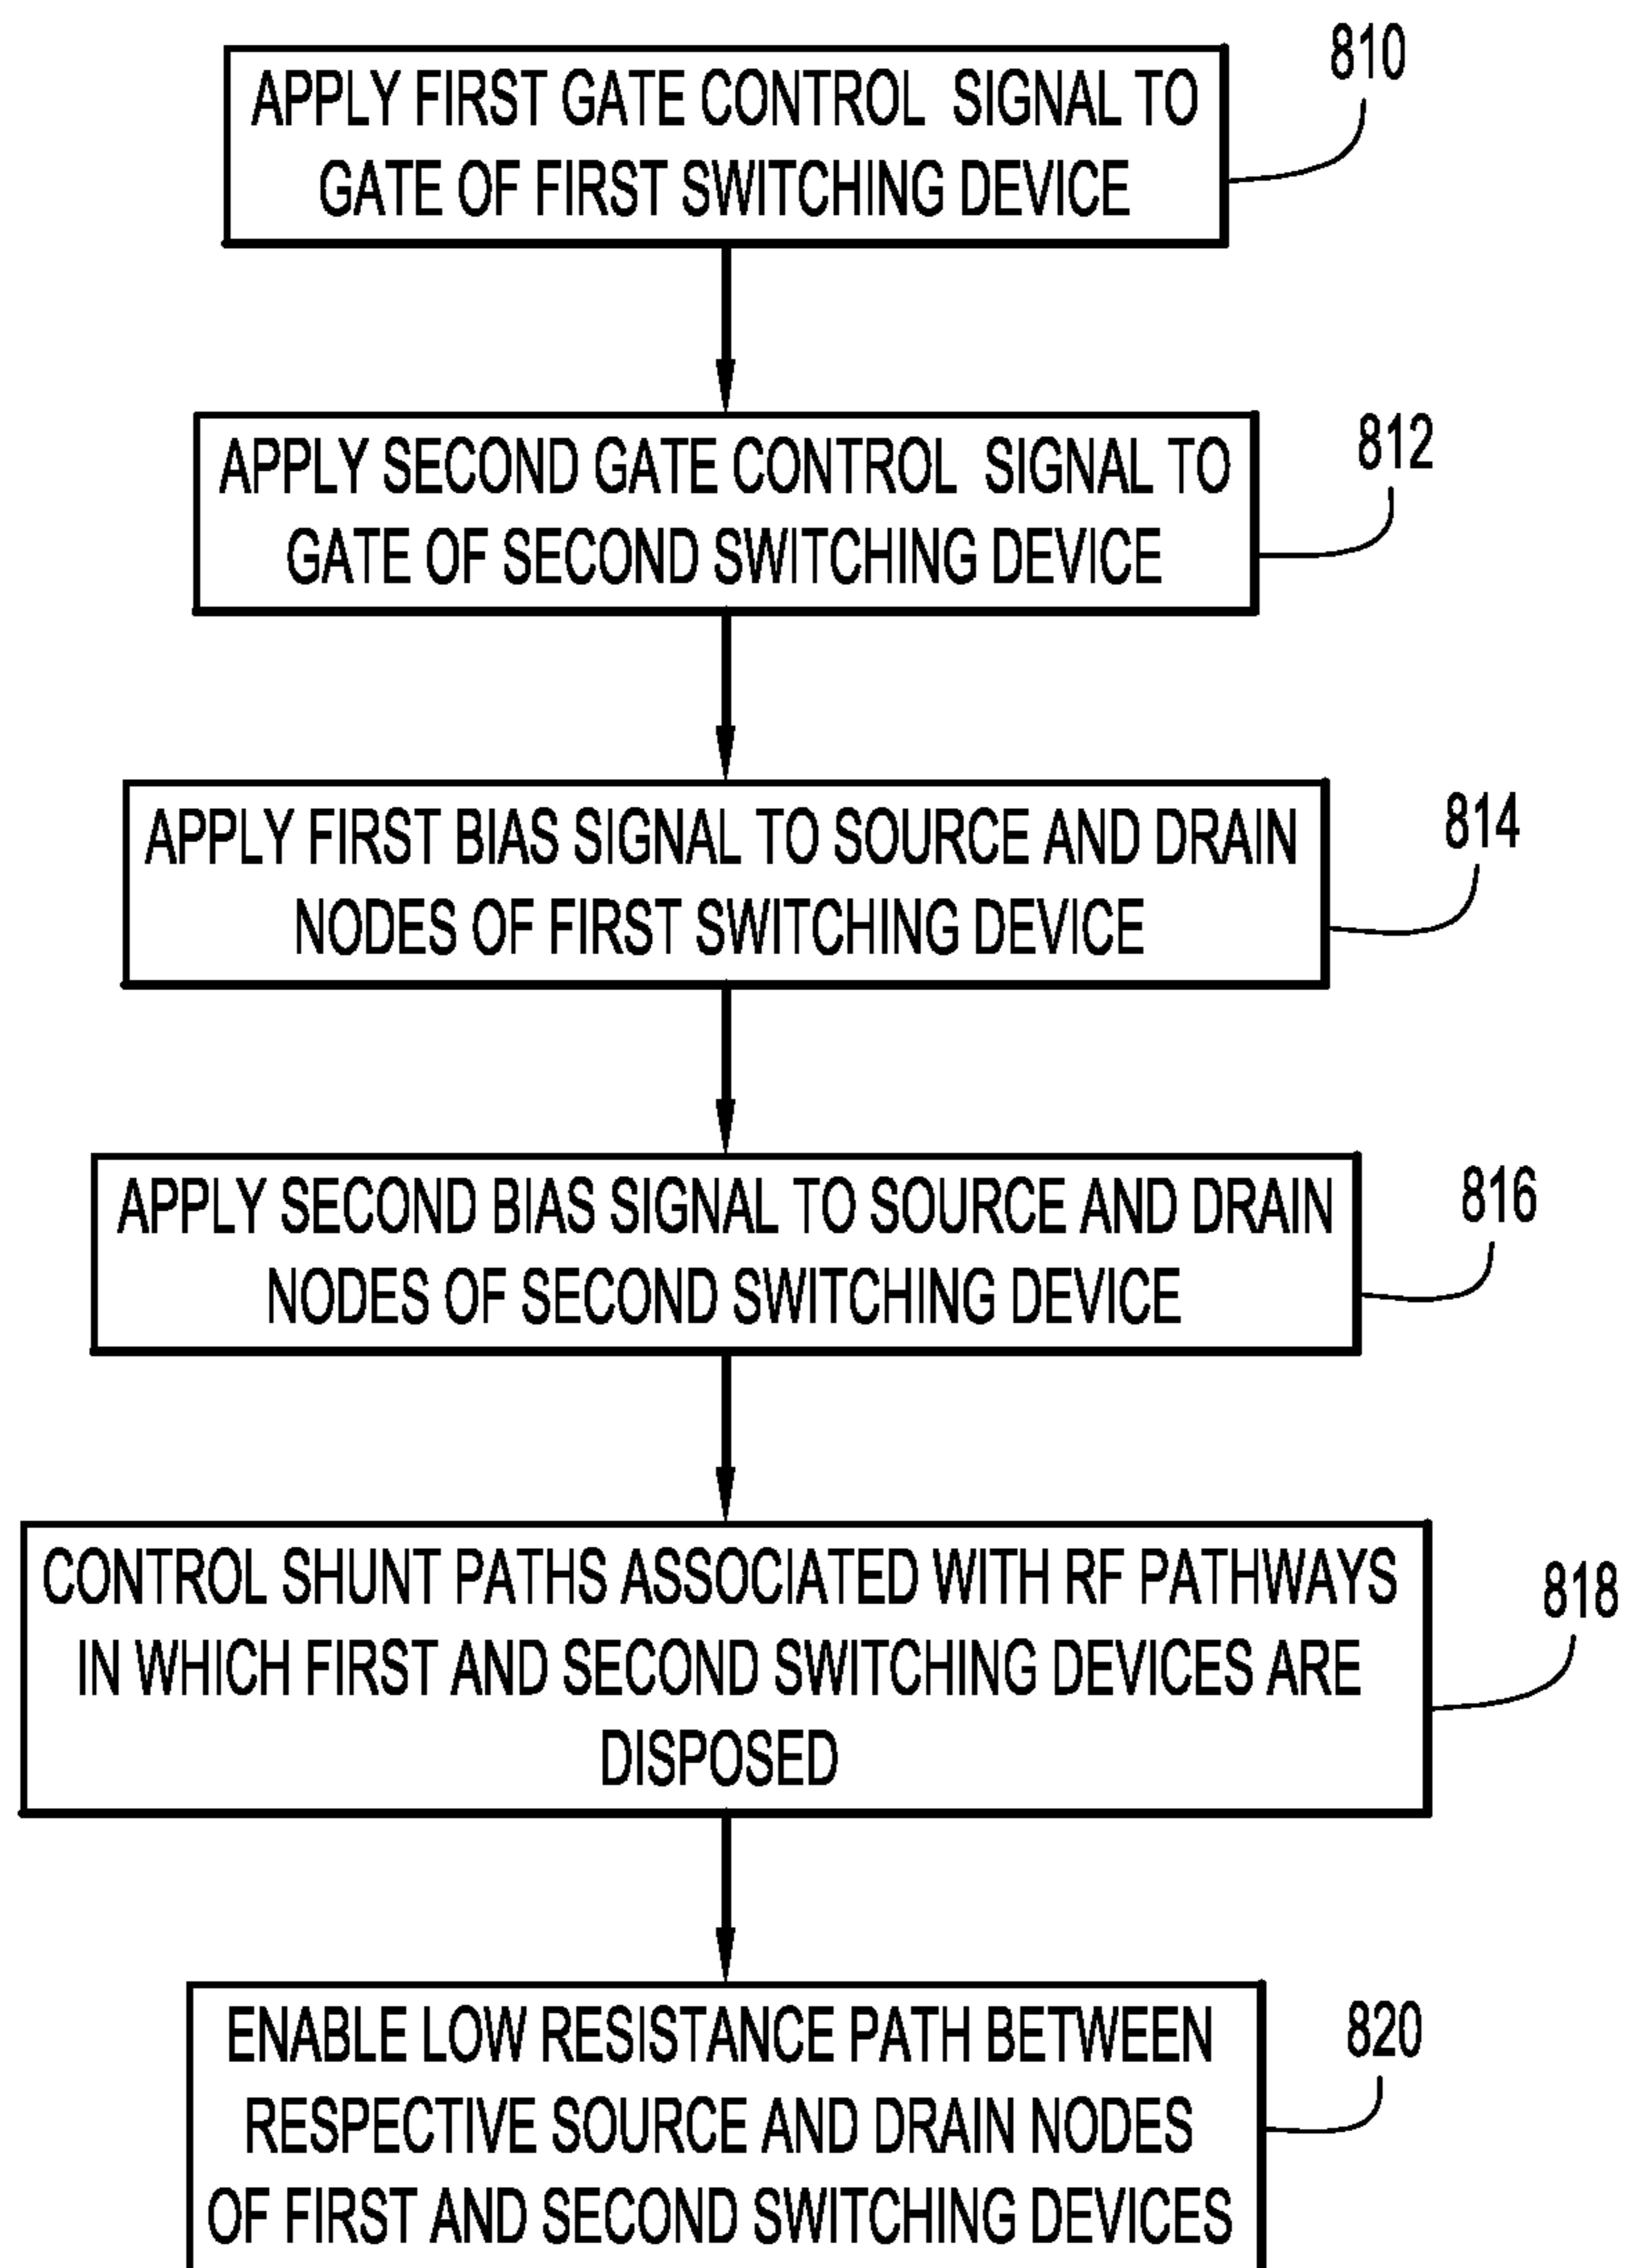 810
APPLY FIRST GATE CONTROL SIGNAL TO
GATE OF FIRST SWITCHING DEVICE
812
APPLY SECOND GATE CONTROL SIGNAL TO
GATE OF SECOND SWITCHING DEVICE
814
APPLY FIRST BIAS SIGNAL TO SOURCE AND DRAIN
NODES OF FIRST SWITCHING DEVICE
816
APPLY SECOND BIAS SIGNAL TO SOURCE AND DRAIN
NODES OF SECOND SWITCHING DEVICE
818
CONTROL SHUNT PATHS ASSOCIATED WITH RF PATHWAYS
IN WHICH FIRST AND SECOND SWITCHING DEVICES ARE
DISPOSED
820
ENABLE LOW RESISTANCE PATH BETWEEN
RESPECTIVE SOURCE AND DRAIN NODES
OF FIRST AND SECOND SWITCHING DEVICES